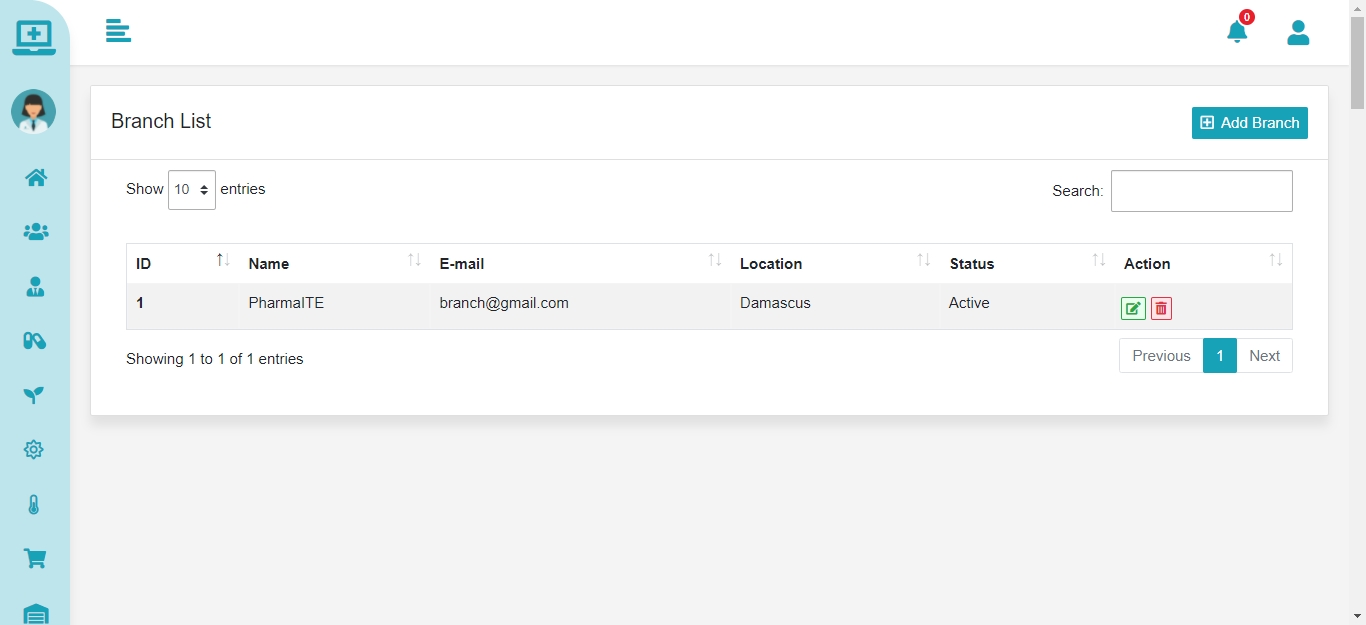 0
Branch List
Add Branch
Show 10 entries
Search:
ID Name E-mail Location Status Action
1 PharmaITE branch@gmail.com Damascus Active
Showing 1 to 1 of 1 entries
Previous 1 Next